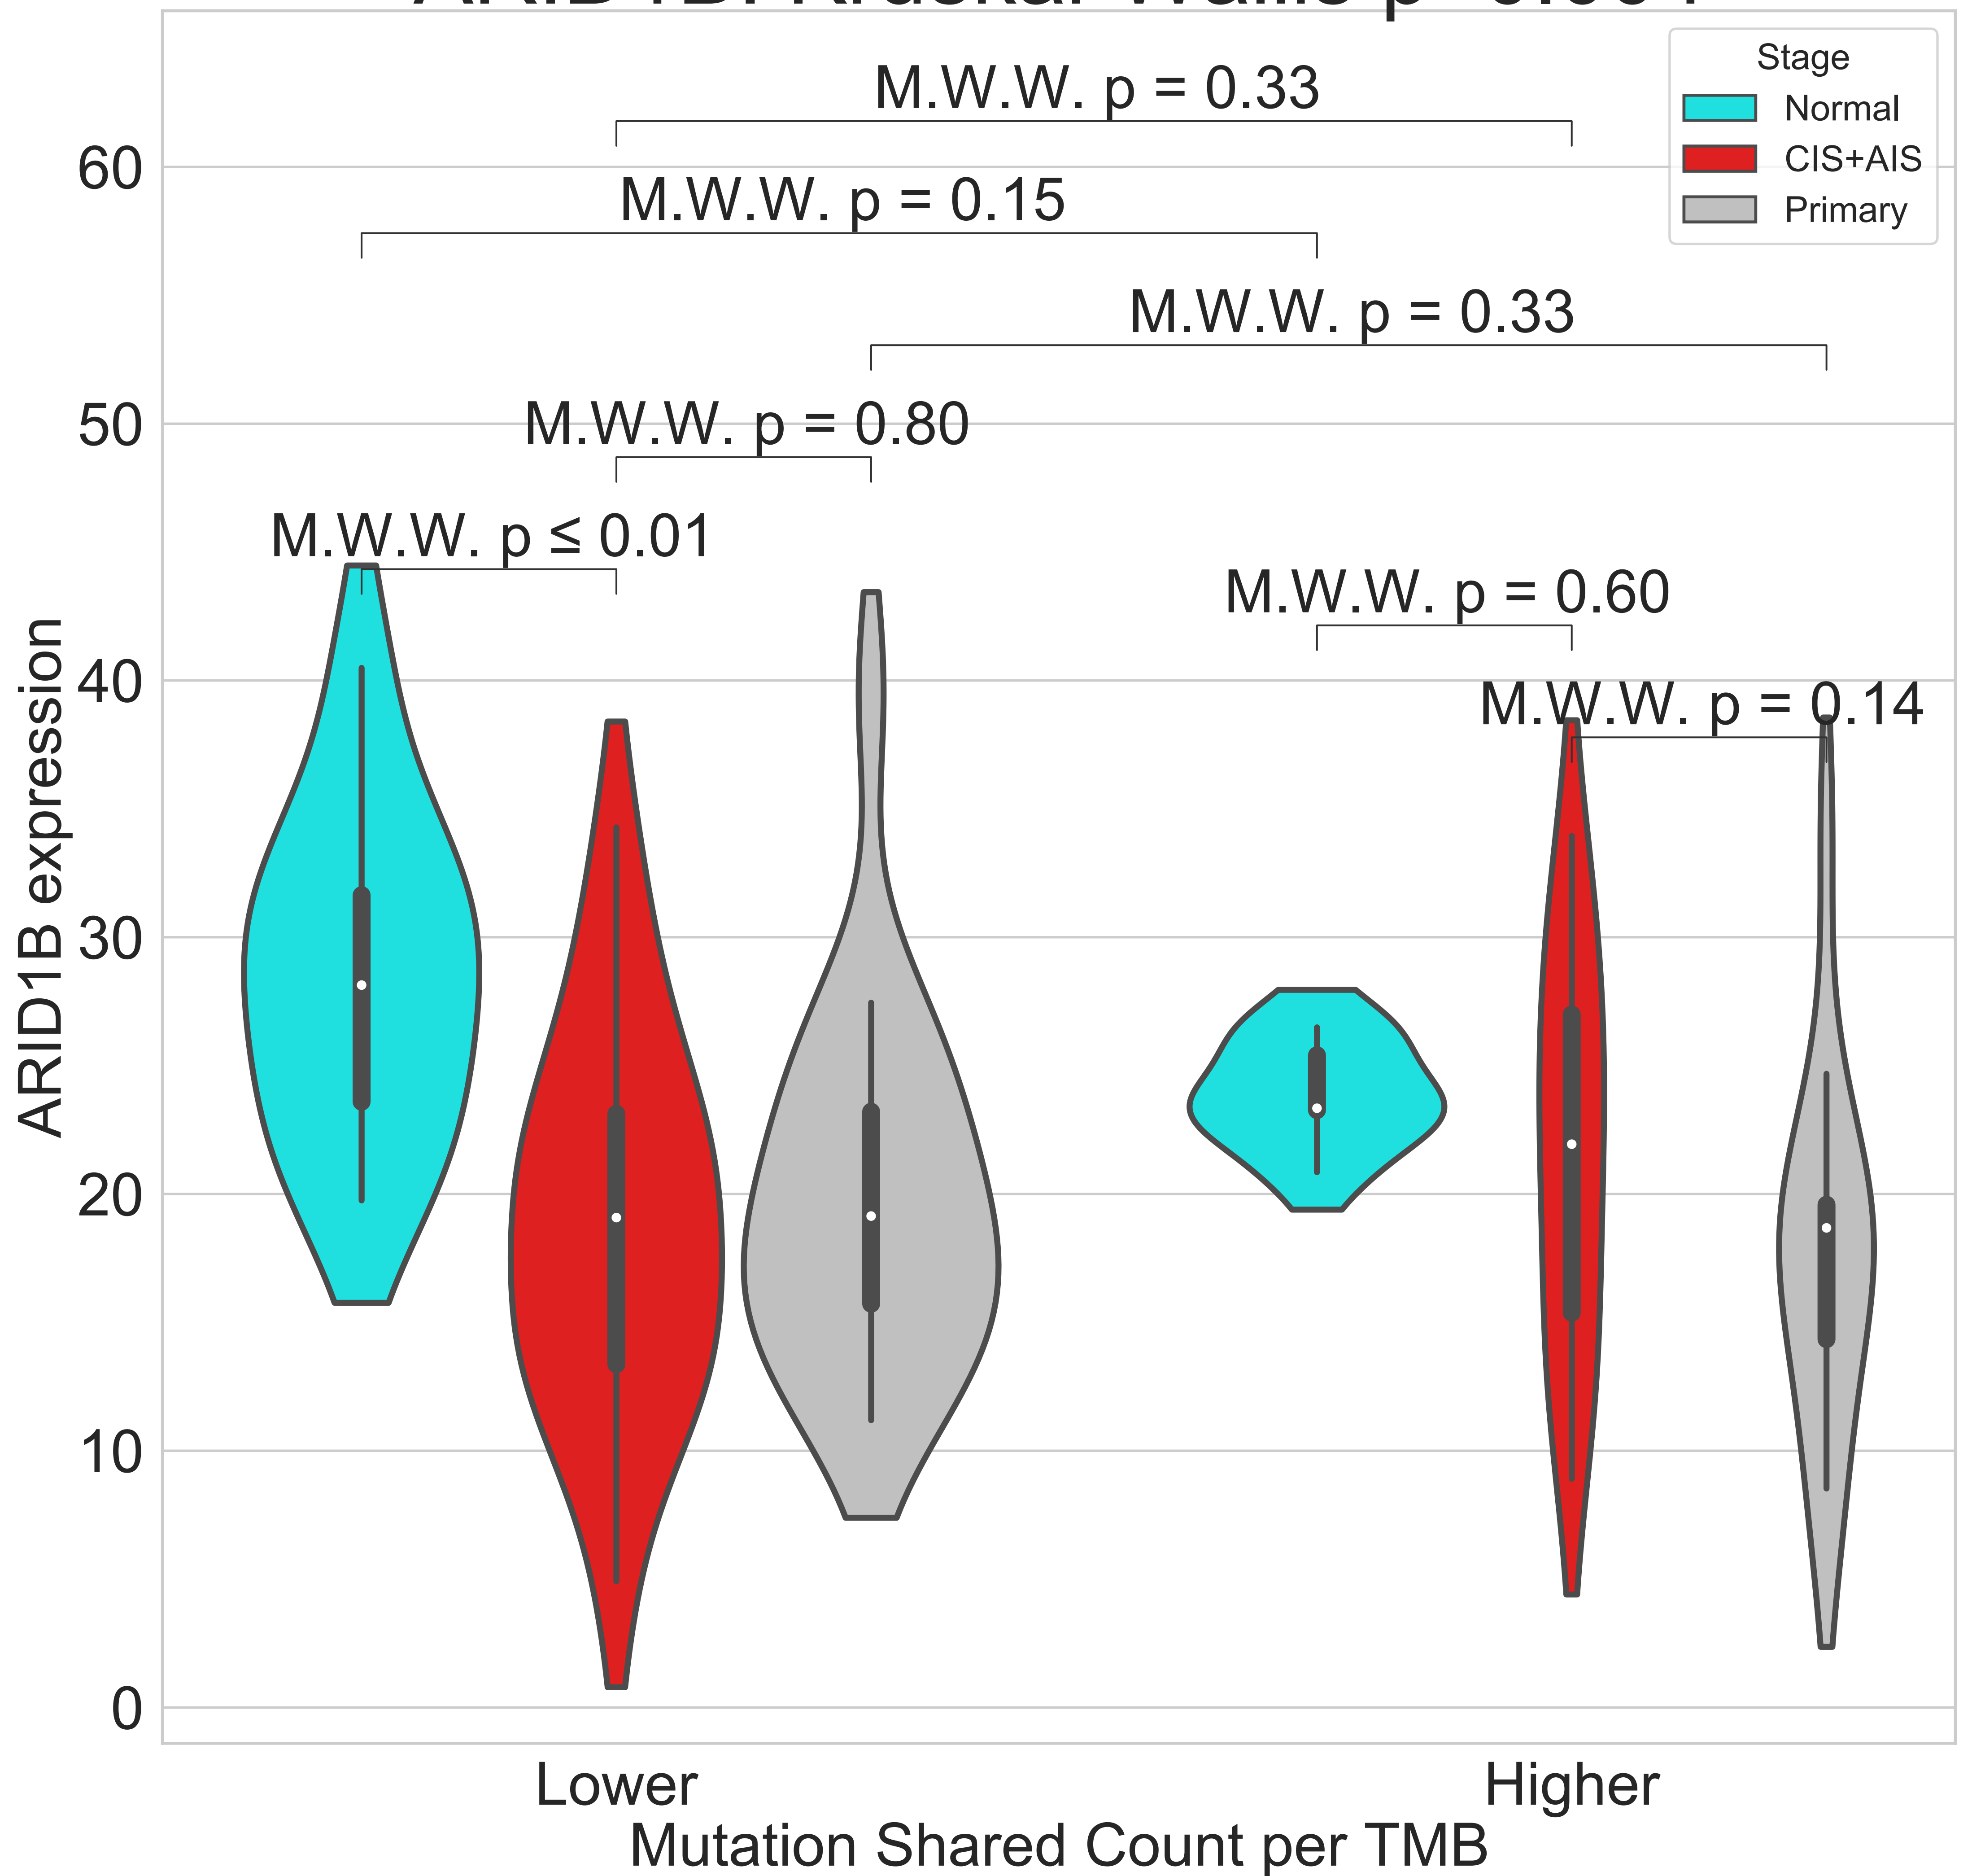 M.W.W. p = 0.33
M.W.W. p = 0.15
M.W.W. p = 0.33
M.W.W. p = 0.80
M.W.W. p ≤ 0.01
M.W.W. p = 0.60
M.W.W. p = 0.14
Stage
Normal
CIS+AIS
Primary
60
50
40
30
20
10
0
ARID1B expression
Lower
Higher
Mutation Shared Count per TMB